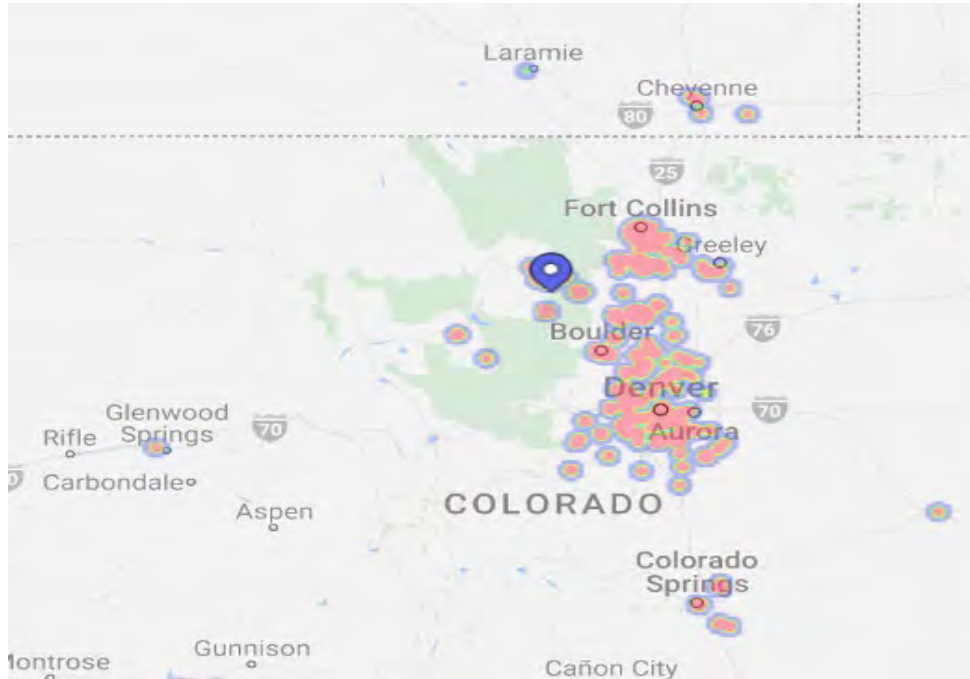 Laramie
Cheyenne
80
25
Fort Collins
Greeley
76
Boulder
Denver
Glenwood
Springs
70
70
Rifle
Aurora
Carbondale
COLORADO
Aspen
Colorado
Springs
Gunnison
Montrose
Cañon City